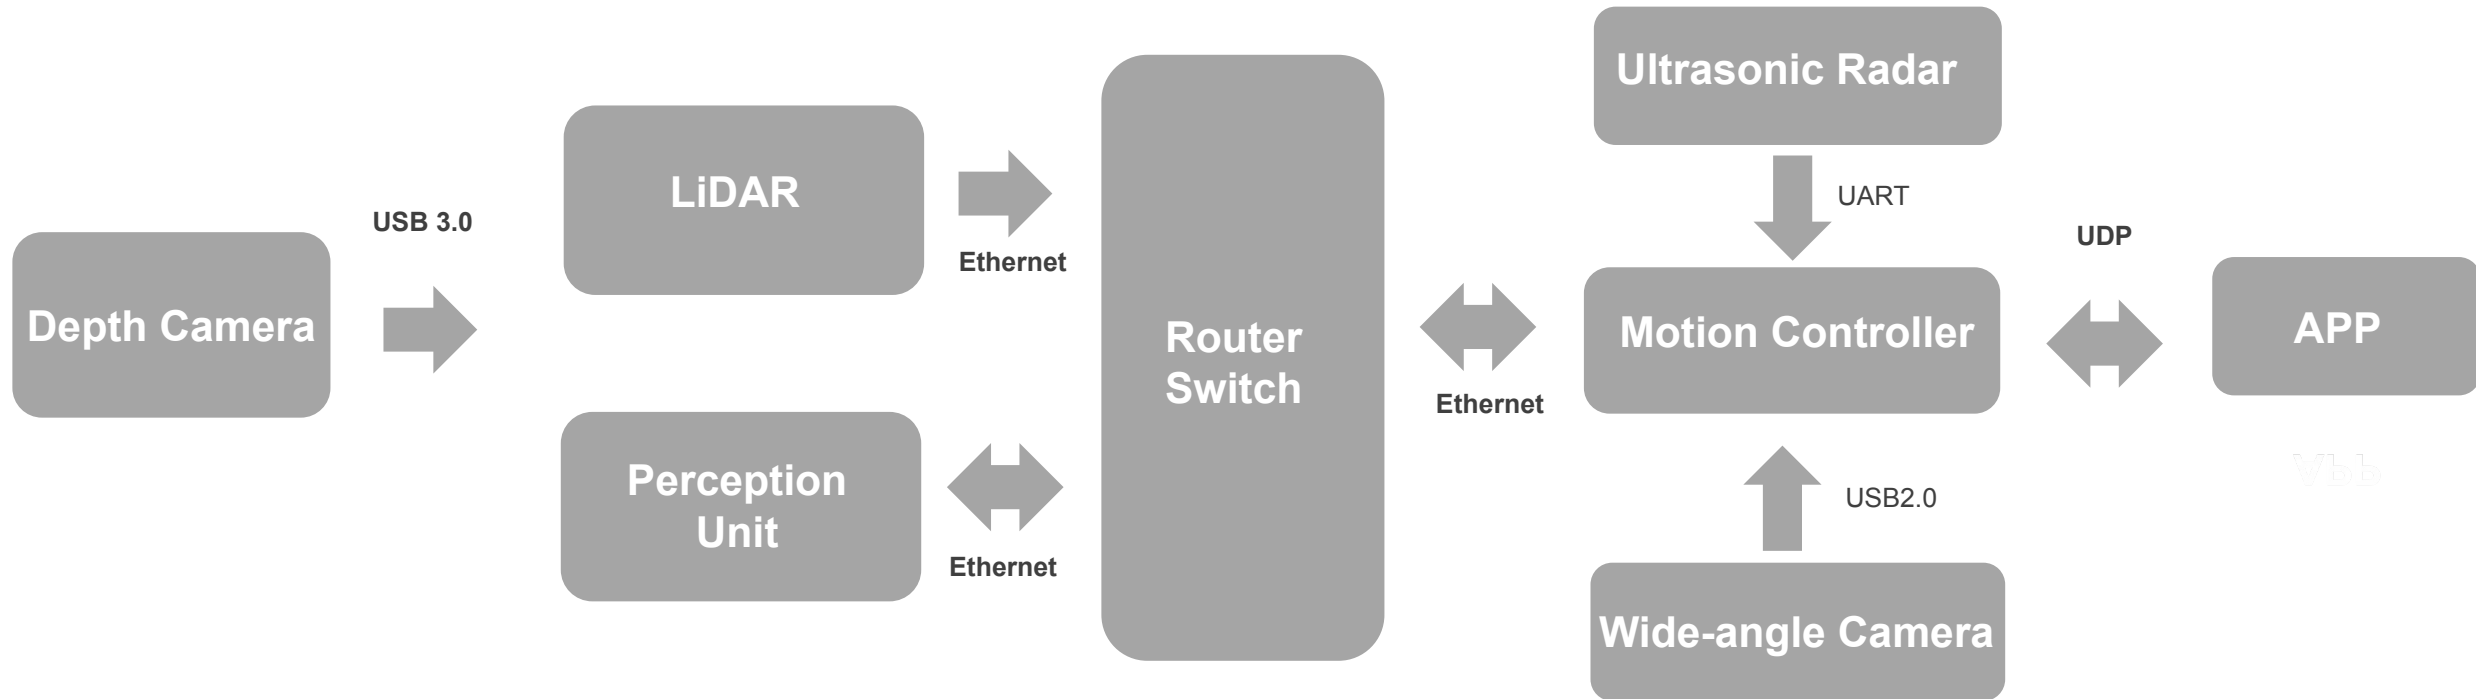 Ultrasonic Radar
LiDAR
UART
USB 3.0
UDP
Ethernet
Depth Camera
Router
Switch
Motion Controller
APP
Ethernet
Perception
Unit
USB2.0
Ethernet
Wide-angle Camera